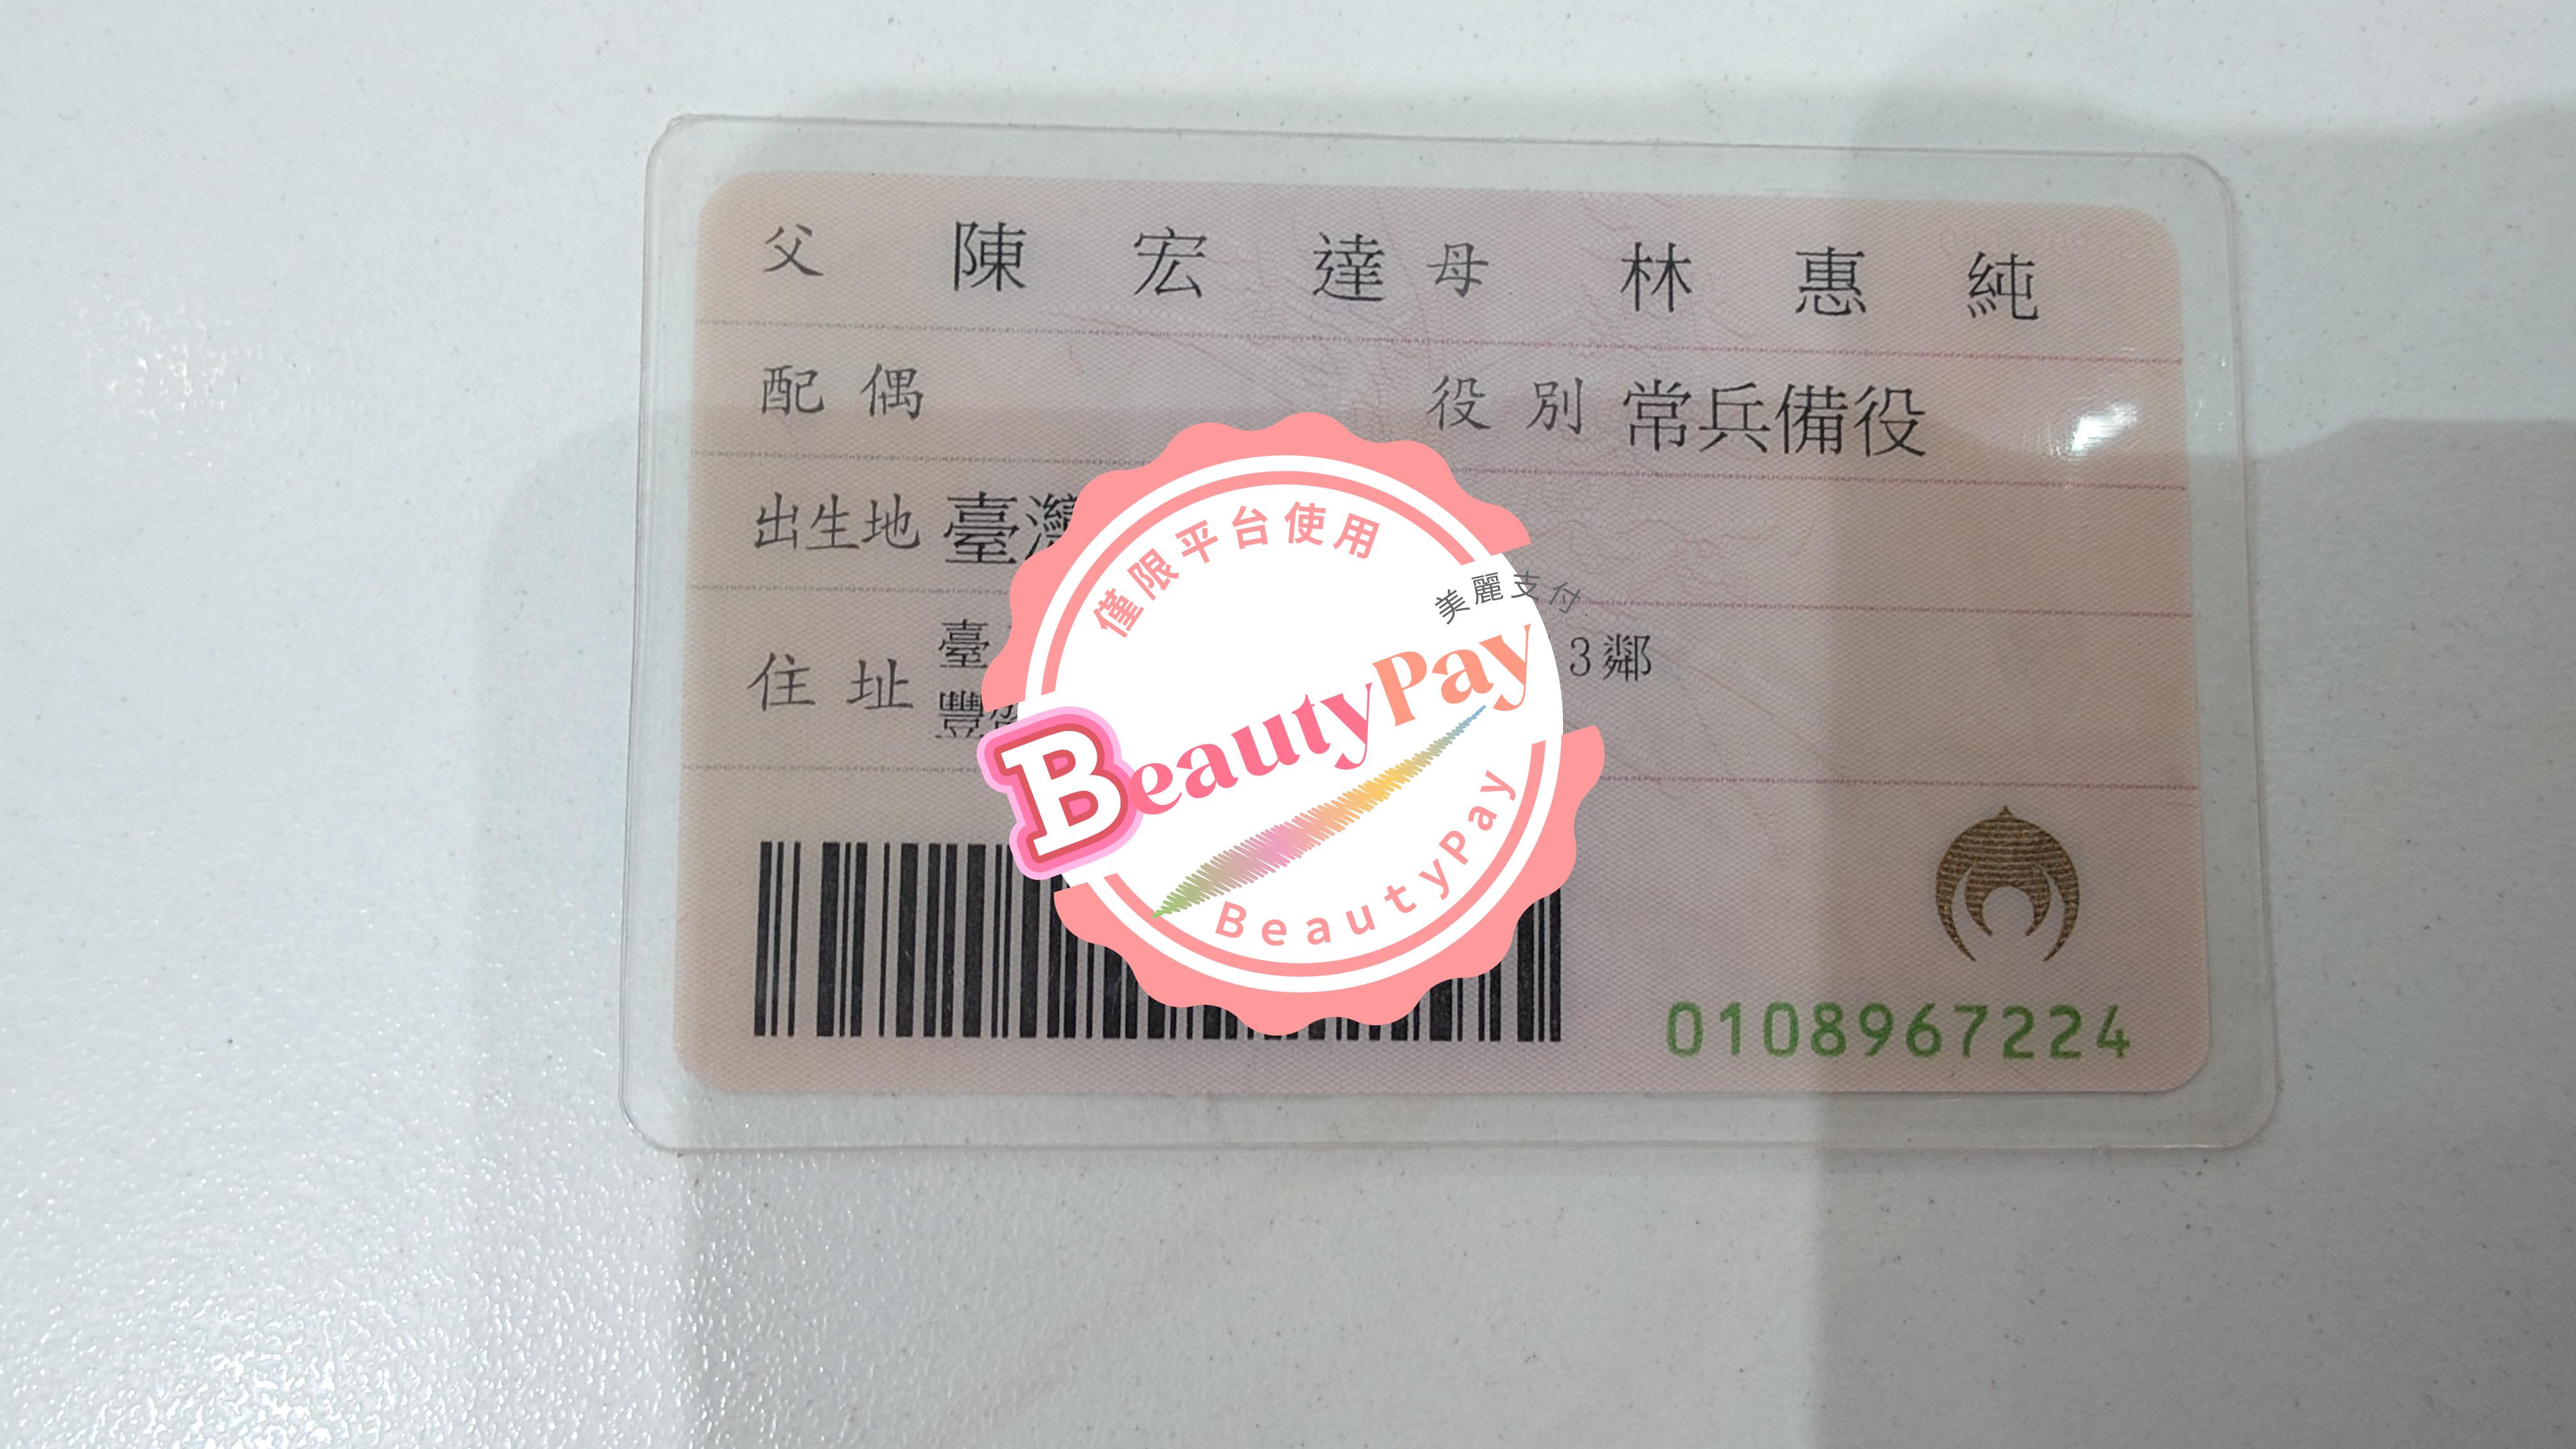 父 陳宏達 母 林惠純
配偶 役別 常兵備役
出生地 臺灣
僅限平台使用
美麗支付
住址 臺 3鄰
豐
BeautyPay
BeautyPay
0108967224